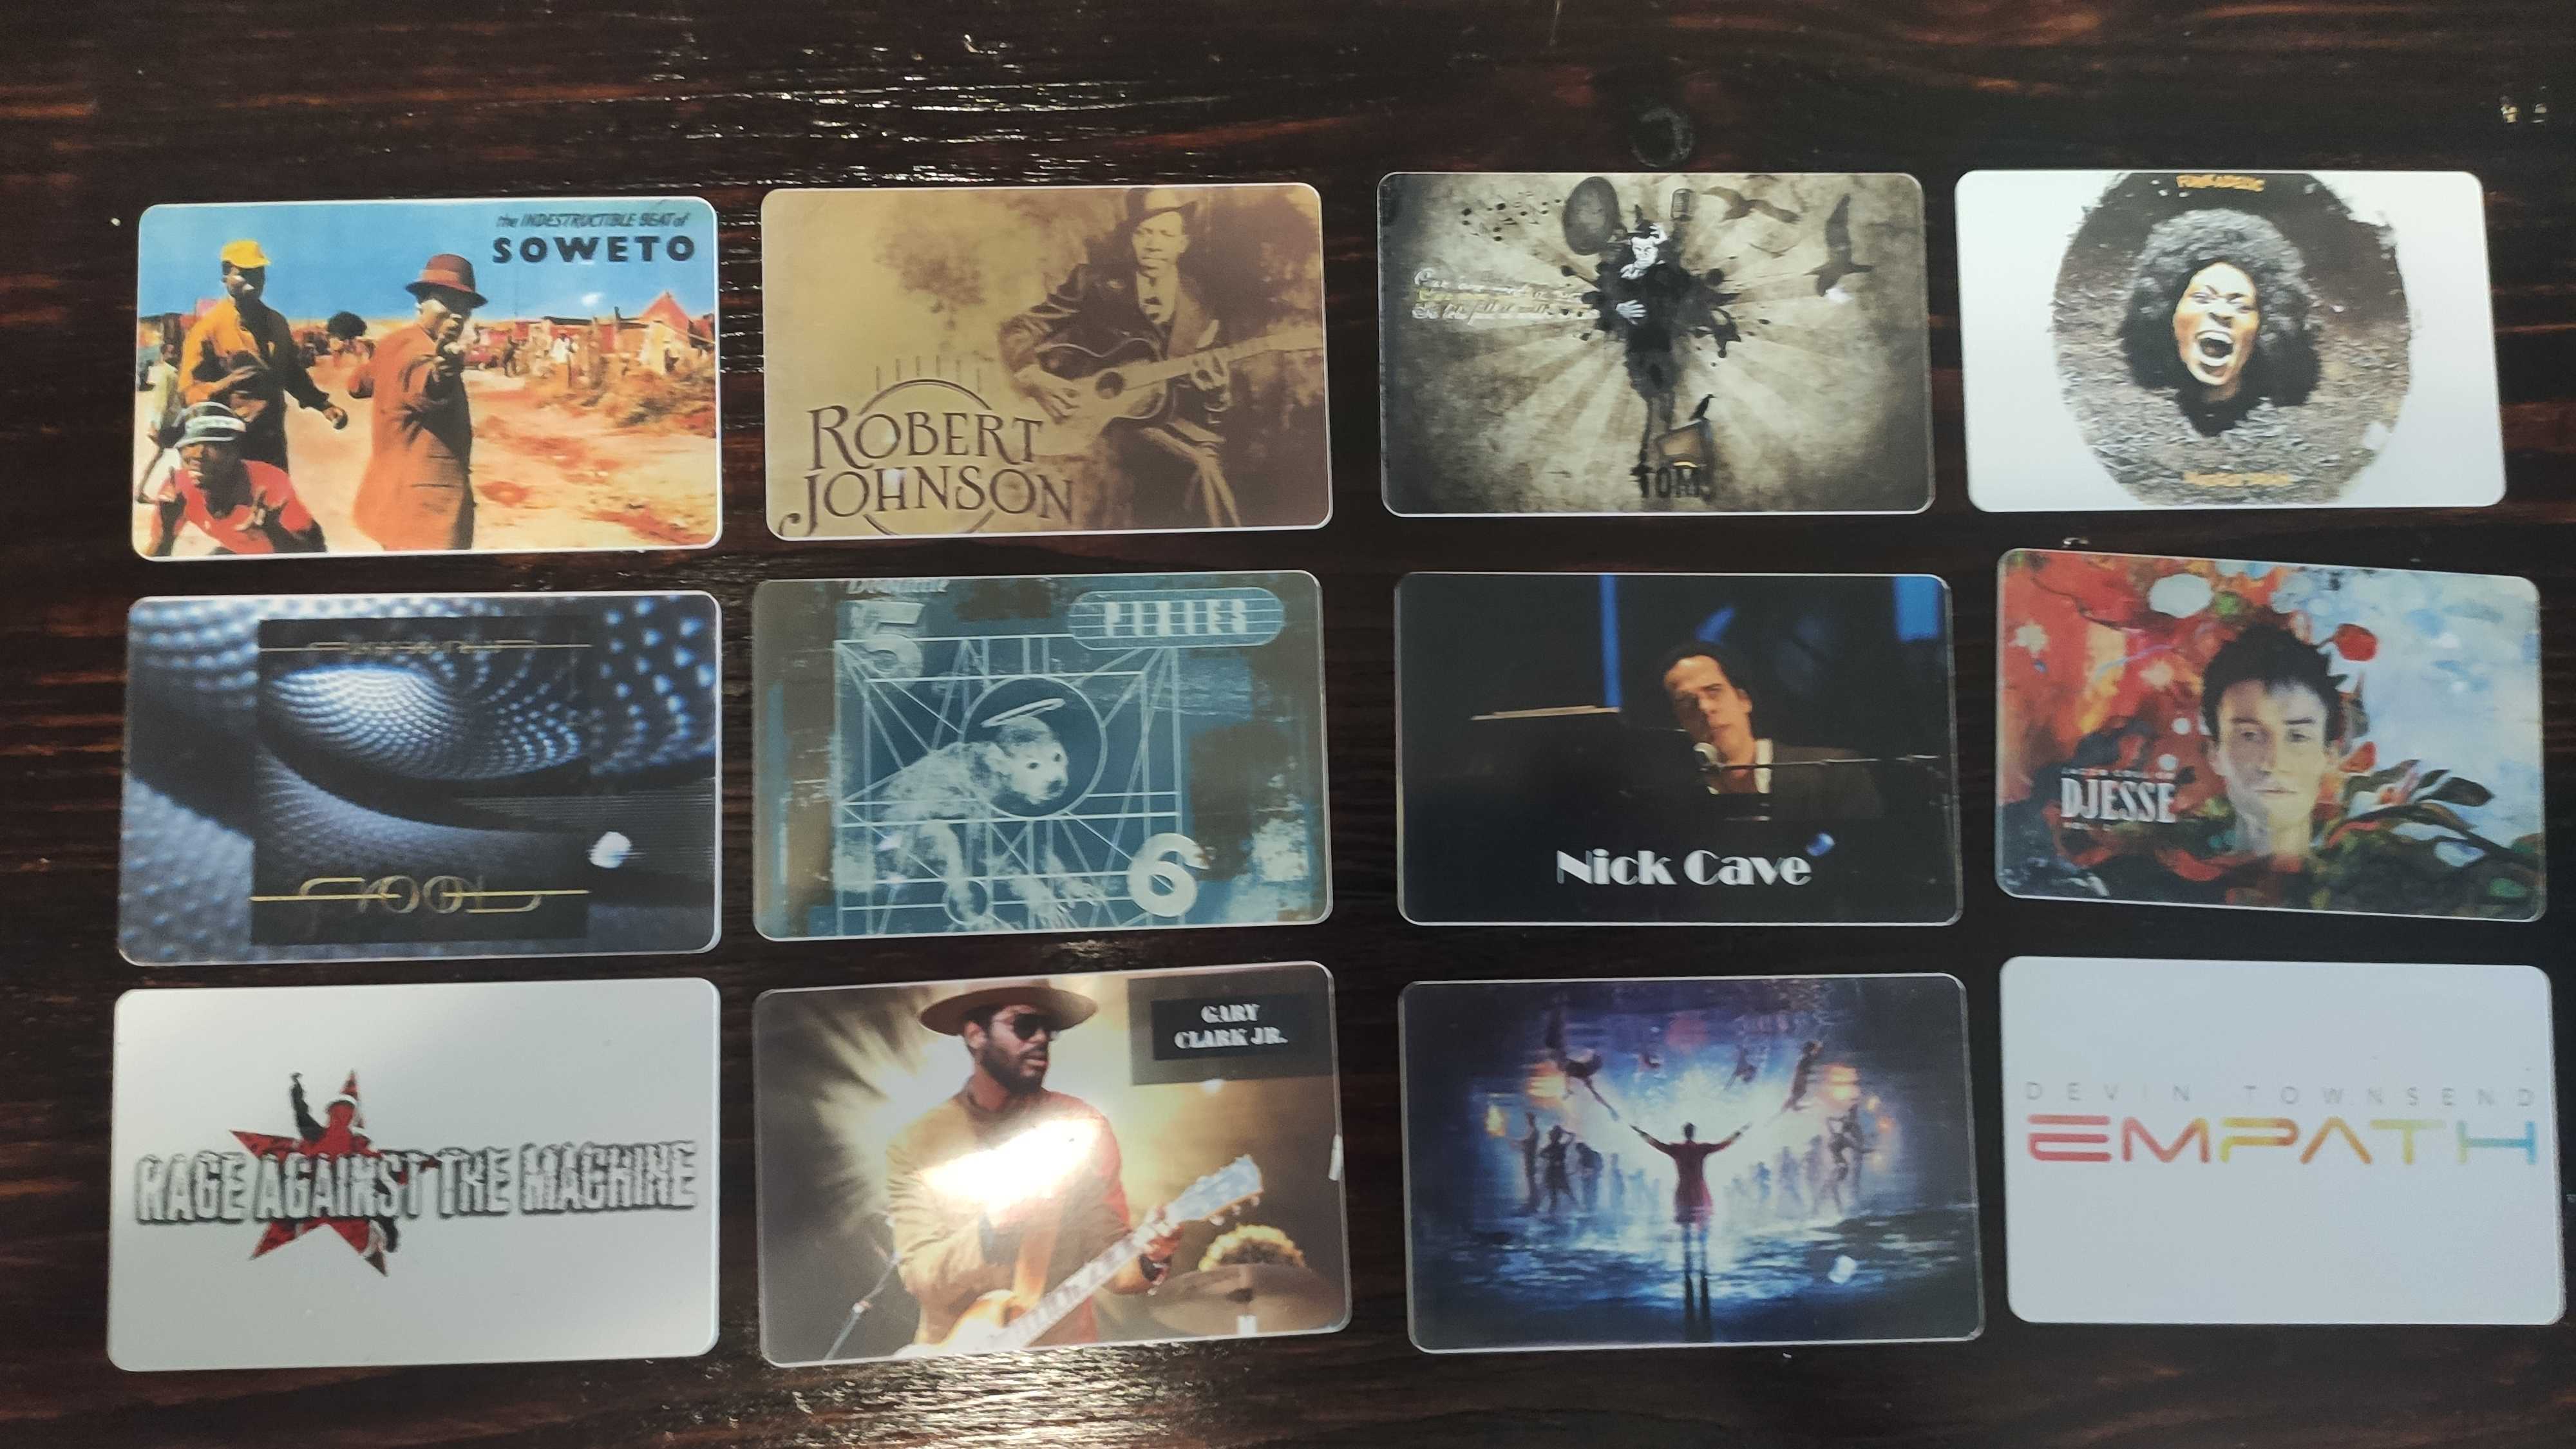 the INDESTRUCTIBLE BEAT of
SOWETO
ROBERT
JOHNSON
TOM
FUNKADELIC
TOOL
PIXIES
5
6
Nick Cave
DJESSE
RAGE AGAINST THE MACHINE
GARY
CLARK JR.
DEVIN TOWNSEND
EMPATH